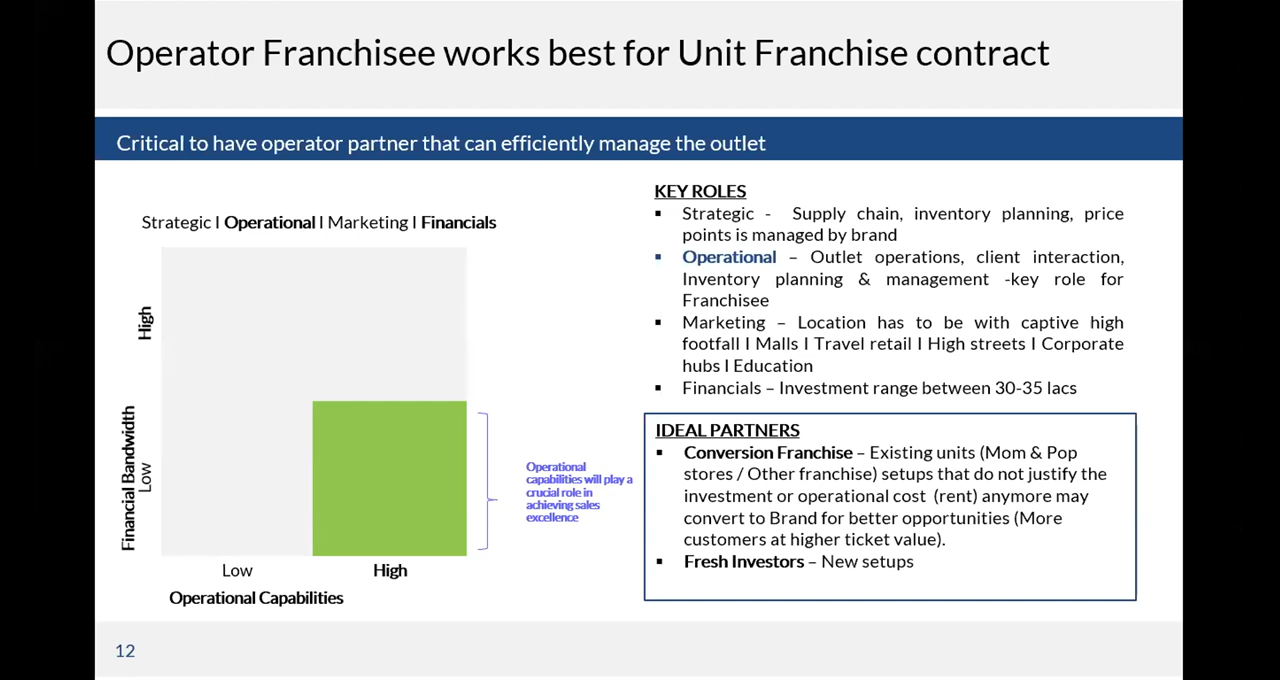 Operator Franchisee works best for Unit Franchise contract
Critical to have operator partner that can efficiently manage the outlet
Strategic I Operational I Marketing I Financials
High
Low
Financial Bandwidth
Low
High
Operational Capabilities
Operational
capabilities will play a
crucial role in
achieving sales
excellence
KEY ROLES
▪ Strategic - Supply chain, inventory planning, price
points is managed by brand
▪ Operational – Outlet operations, client interaction,
Inventory planning & management -key role for
Franchisee
▪ Marketing – Location has to be with captive high
footfall I Malls I Travel retail I High streets I Corporate
hubs I Education
▪ Financials – Investment range between 30-35 lacs
IDEAL PARTNERS
▪ Conversion Franchise – Existing units (Mom & Pop
stores / Other franchise) setups that do not justify the
investment or operational cost (rent) anymore may
convert to Brand for better opportunities (More
customers at higher ticket value).
▪ Fresh Investors – New setups
12